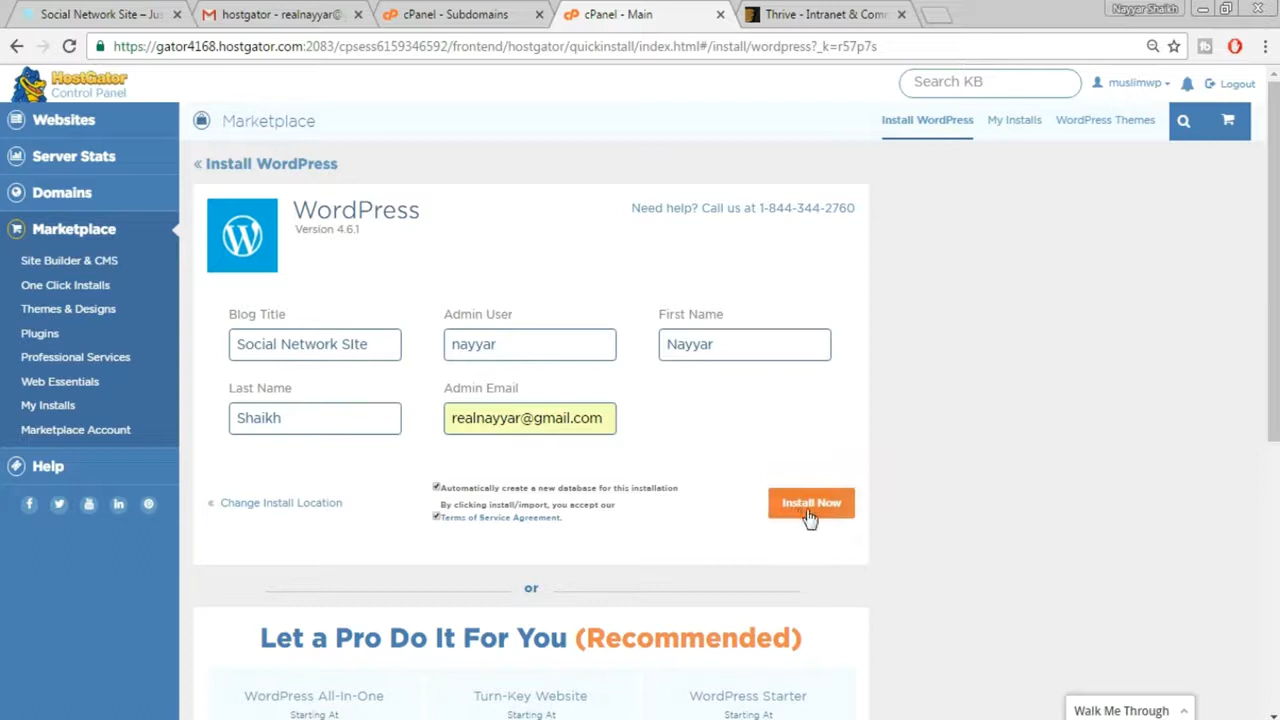 Social Network Site – Jus
hostgator - realnayyar@
cPanel - Subdomains
cPanel - Main
Thrive - Intranet & Com
Nayyar Shaikh
https://gator4168.hostgator.com:2083/cpsess6159346592/frontend/hostgator/quickinstall/index.html#/install/wordpress?_k=r57p7s
HostGator
Control Panel
Search KB
muslimwp
Logout
Websites
Server Stats
Domains
Marketplace
Site Builder & CMS
One Click Installs
Themes & Designs
Plugins
Professional Services
Web Essentials
My Installs
Marketplace Account
Help
Marketplace
Install WordPress
My Installs
WordPress Themes
« Install WordPress
WordPress
Version 4.6.1
Need help? Call us at 1-844-344-2760
Blog Title
Admin User
First Name
Social Network SIte
nayyar
Nayyar
Last Name
Admin Email
Shaikh
realnayyar@gmail.com
« Change Install Location
Automatically create a new database for this installation
By clicking install/import, you accept our
Terms of Service Agreement.
Install Now
or
Let a Pro Do It For You (Recommended)
WordPress All-In-One
Turn-Key Website
WordPress Starter
Starting At
Starting At
Starting At
Walk Me Through